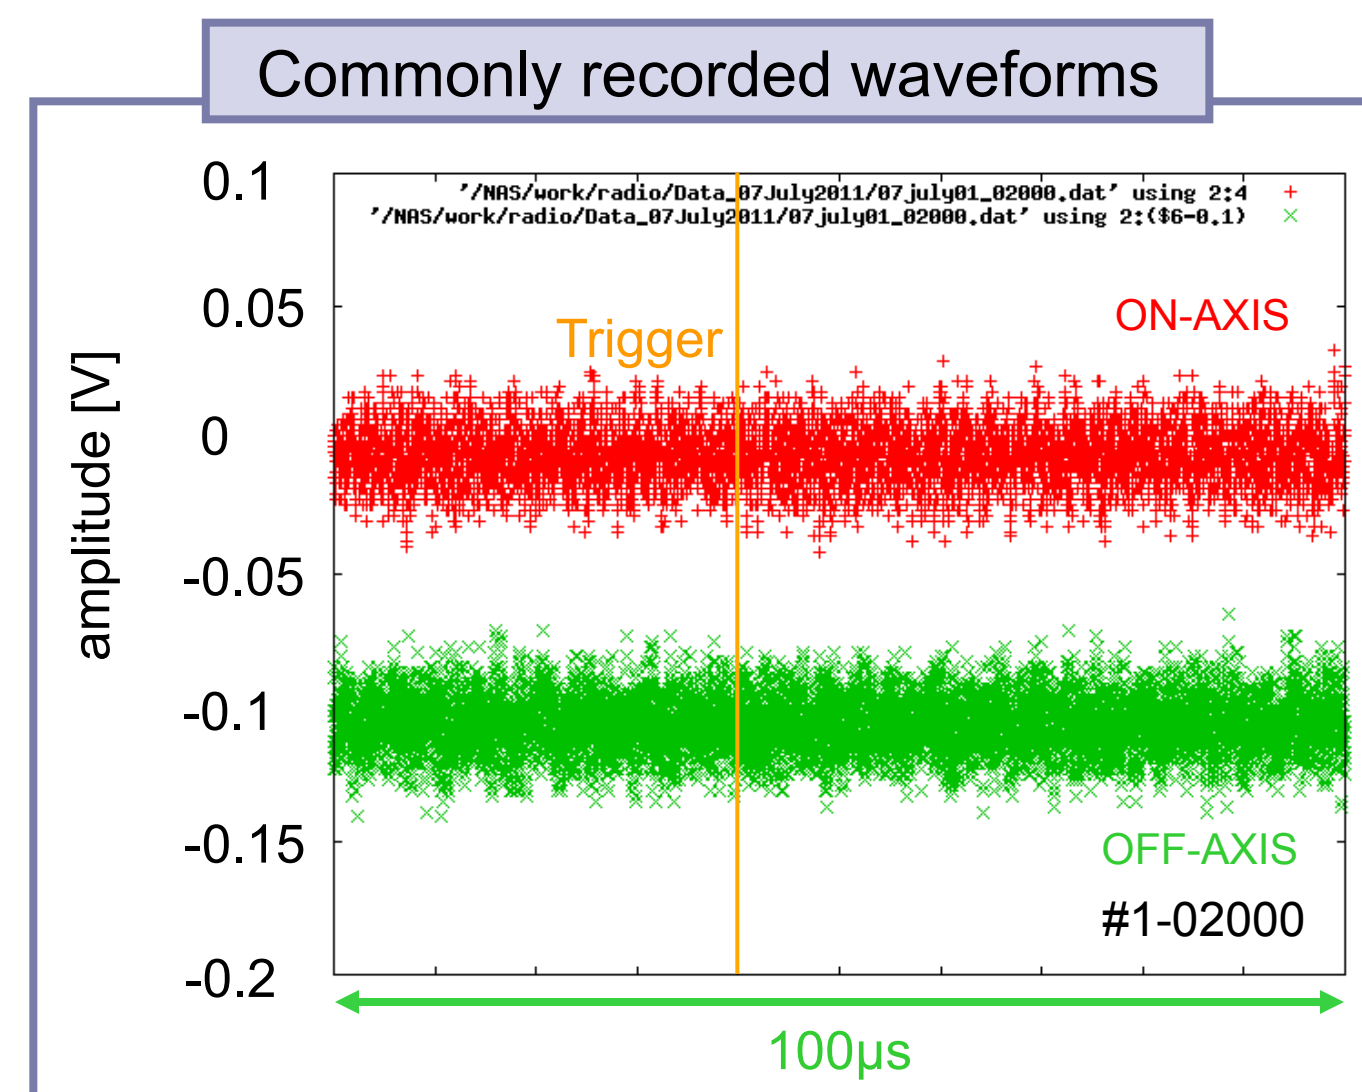 Commonly recorded waveforms
0.1
'/NAS/work/radio/Data_07July2011/07july01_02000.dat' using 2:4
'/NAS/work/radio/Data_07July2011/07july01_02000.dat' using 2:($6-0.1)
0.05
ON-AXIS
Trigger
amplitude [V]
0
-0.05
-0.1
-0.15
OFF-AXIS
#1-02000
-0.2
100µs